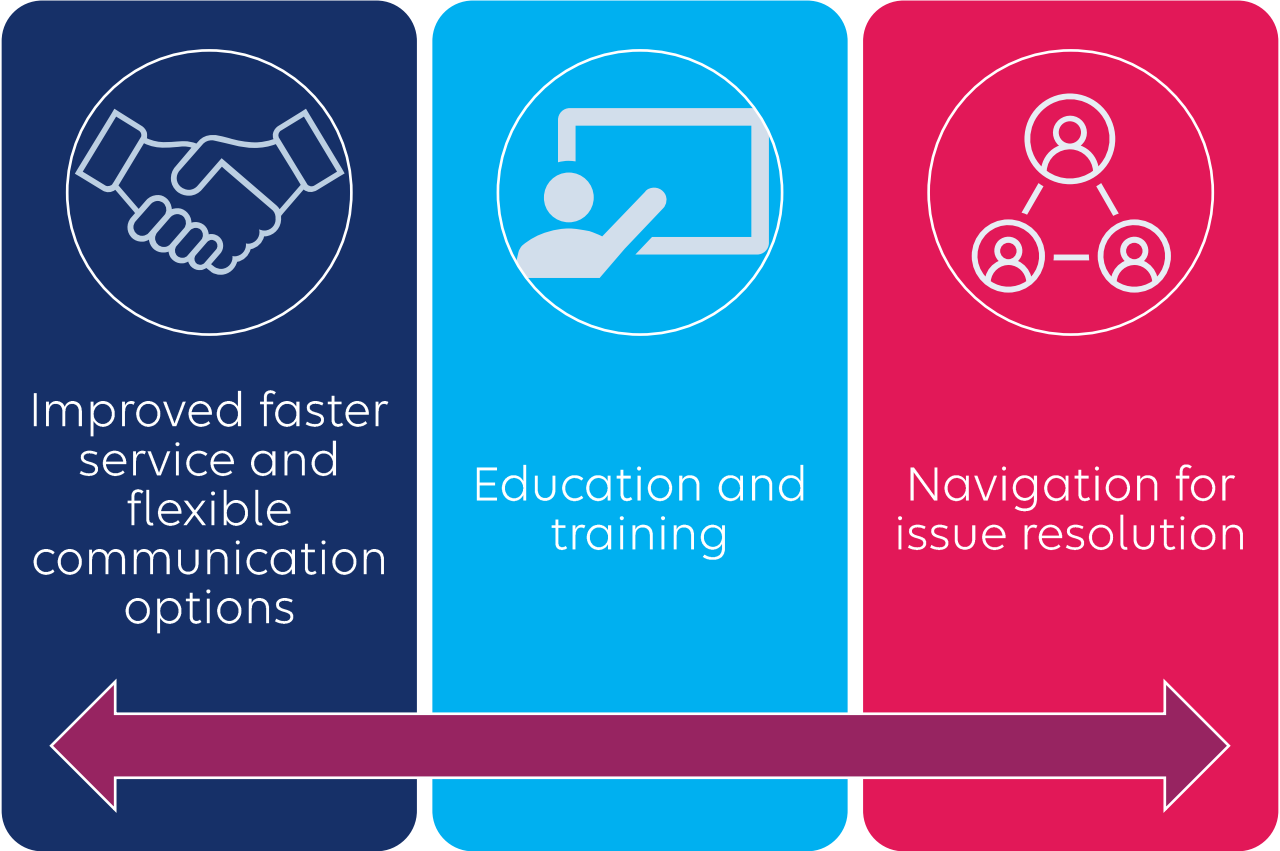 Improved faster
service and
flexible
communication
options
Education and
training
Navigation for
issue resolution